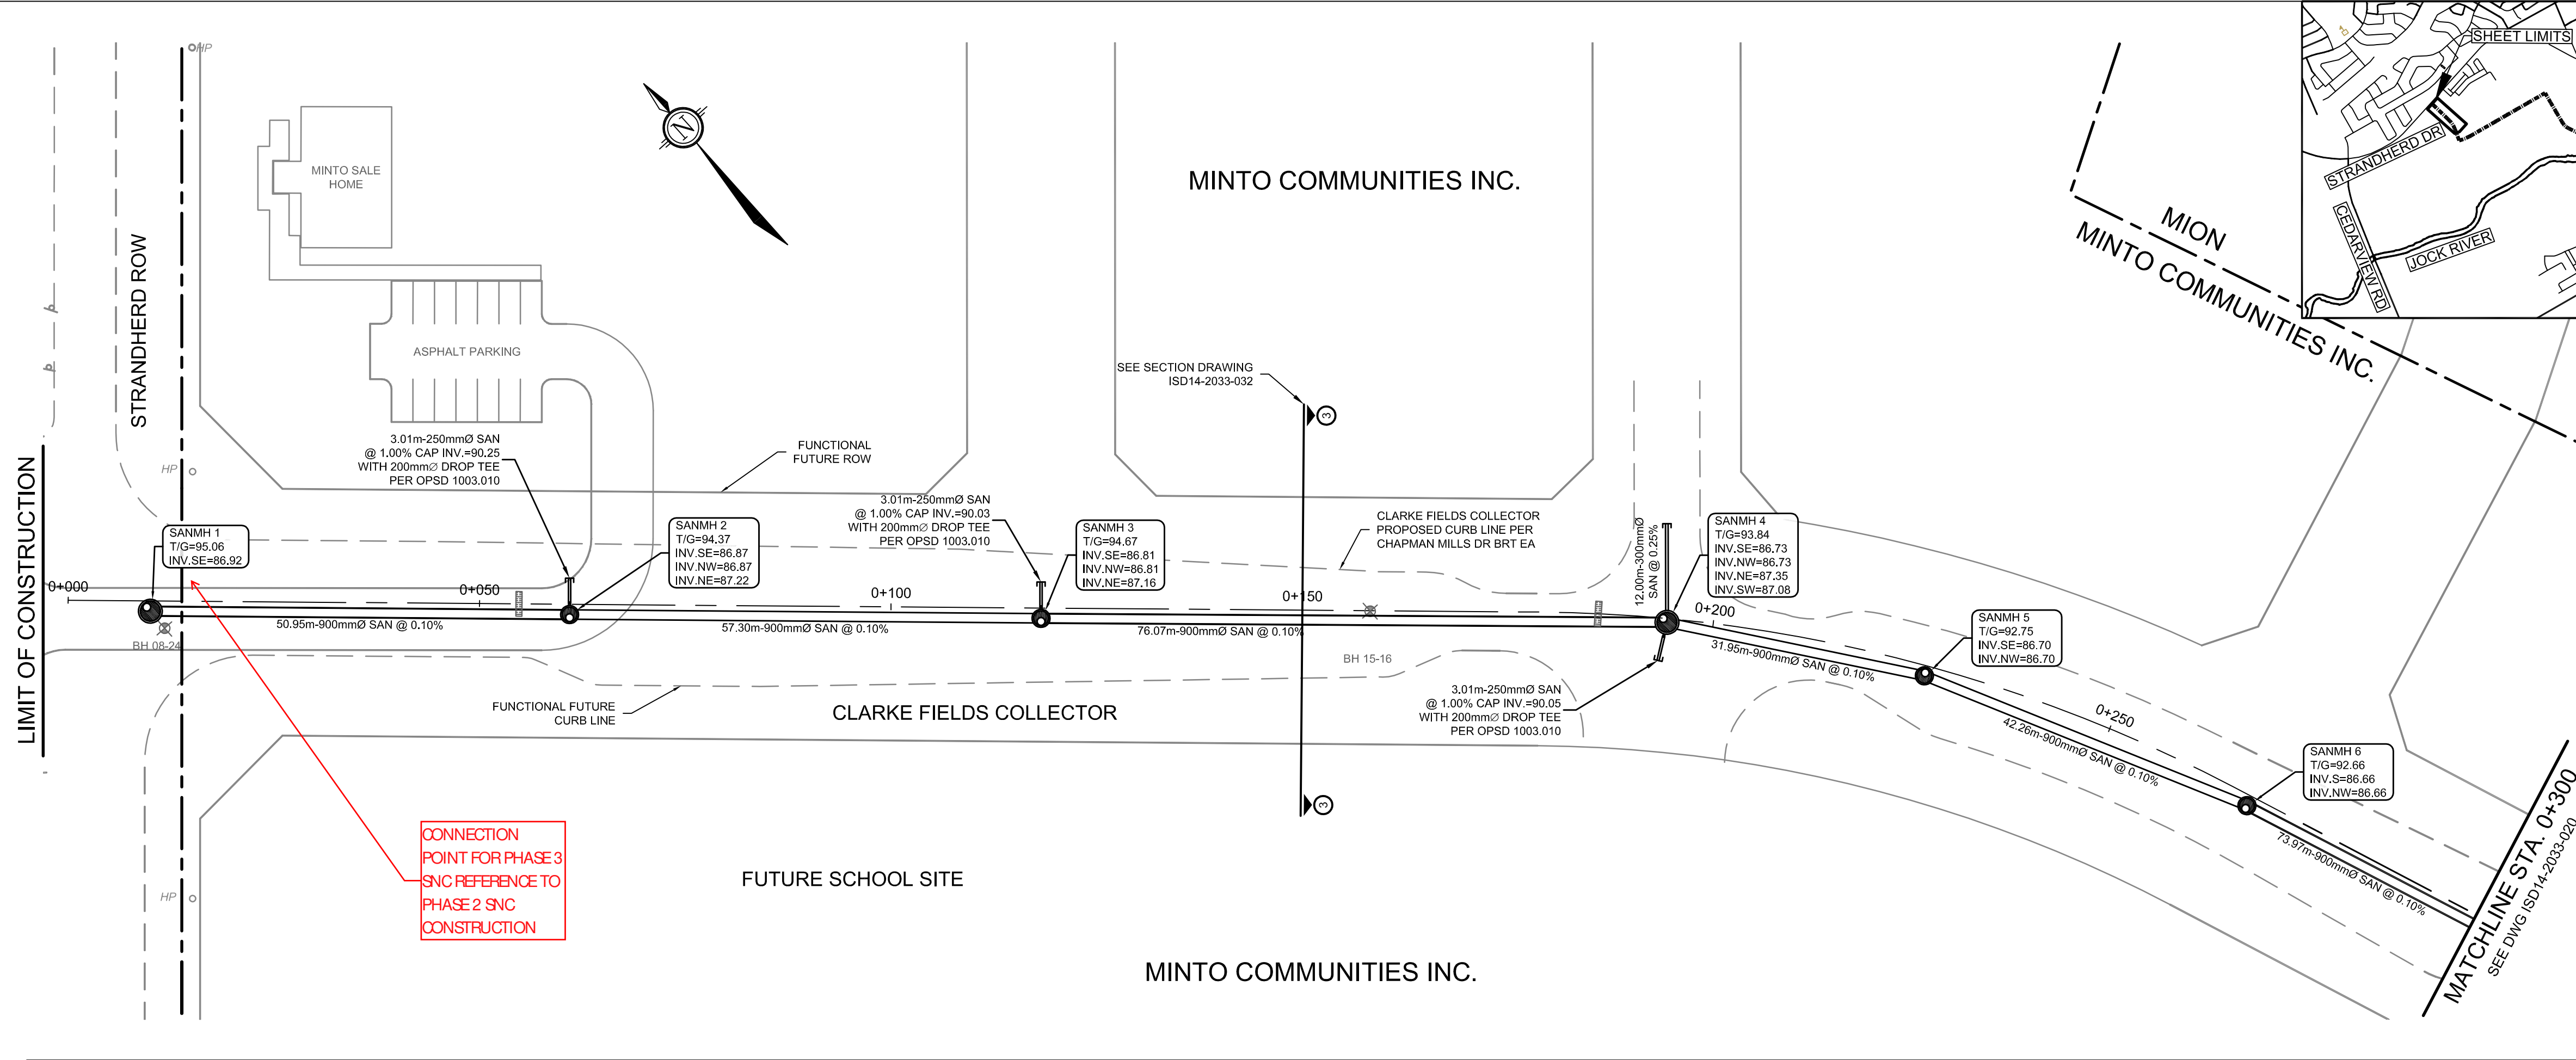 HP
SHEET LIMITS
STRANDHERD DR
CEDARVIEW RD
JOCK RIVER
MINTO SALE
HOME
N
MINTO COMMUNITIES INC.
MION
MINTO COMMUNITIES INC.
STRANDHERD ROW
ASPHALT PARKING
SEE SECTION DRAWING
ISD14-2033-032
3
LIMIT OF CONSTRUCTION
HP
3.01m-250mmØ SAN
@ 1.00% CAP INV.=90.25
WITH 200mm∅ DROP TEE
PER OPSD 1003.010
FUNCTIONAL
FUTURE ROW
3.01m-250mmØ SAN
@ 1.00% CAP INV.=90.03
WITH 200mm∅ DROP TEE
PER OPSD 1003.010
CLARKE FIELDS COLLECTOR
PROPOSED CURB LINE PER
CHAPMAN MILLS DR BRT EA
12.00m-300mmØ
SAN @ 0.25%
SANMH 1
T/G=95.06
INV.SE=86.92
SANMH 2
T/G=94.37
INV.SE=86.87
INV.NW=86.87
INV.NE=87.22
SANMH 3
T/G=94.67
INV.SE=86.81
INV.NW=86.81
INV.NE=87.16
SANMH 4
T/G=93.84
INV.SE=86.73
INV.NW=86.73
INV.NE=87.35
INV.SW=87.08
SANMH 5
T/G=92.75
INV.SE=86.70
INV.NW=86.70
SANMH 6
T/G=92.66
INV.S=86.66
INV.NW=86.66
0+000
0+050
0+100
0+150
0+200
0+250
50.95m-900mmØ SAN @ 0.10%
57.30m-900mmØ SAN @ 0.10%
76.07m-900mmØ SAN @ 0.10%
31.95m-900mmØ SAN @ 0.10%
42.26m-900mmØ SAN @ 0.10%
73.97m-900mmØ SAN @ 0.10%
BH 08-24
BH 15-16
FUNCTIONAL FUTURE
CURB LINE
CLARKE FIELDS COLLECTOR
3.01m-250mmØ SAN
@ 1.00% CAP INV.=90.05
WITH 200mm∅ DROP TEE
PER OPSD 1003.010
3
CONNECTION
POINT FOR PHASE 3
SNC REFERENCE TO
PHASE 2 SNC
CONSTRUCTION
HP
FUTURE SCHOOL SITE
MINTO COMMUNITIES INC.
MATCHLINE STA. 0+300
SEE DWG ISD14-2033-020